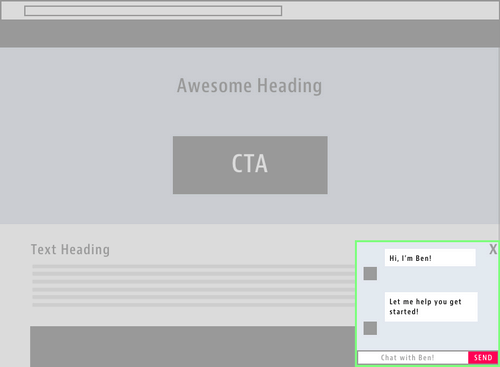 Awesome Heading
CTA
Text Heading
X
Hi, I'm Ben!
Let me help you get
started!
Chat with Ben!
SEND